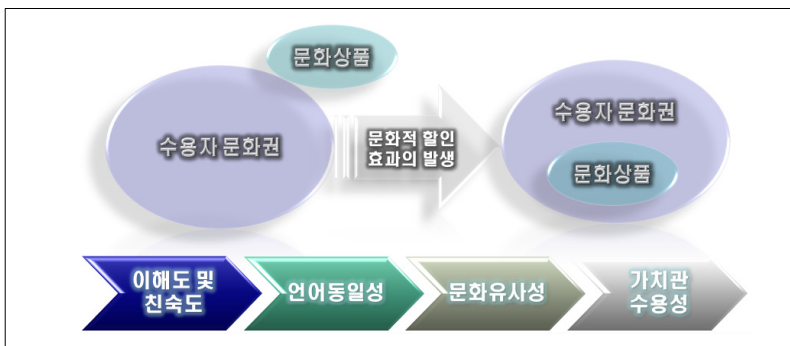 문화상품
수용자 문화권
문화적 할인
효과의 발생
수용자 문화권
문화상품
이해도 및
친숙도
언어동일성
문화유사성
가치관
수용성